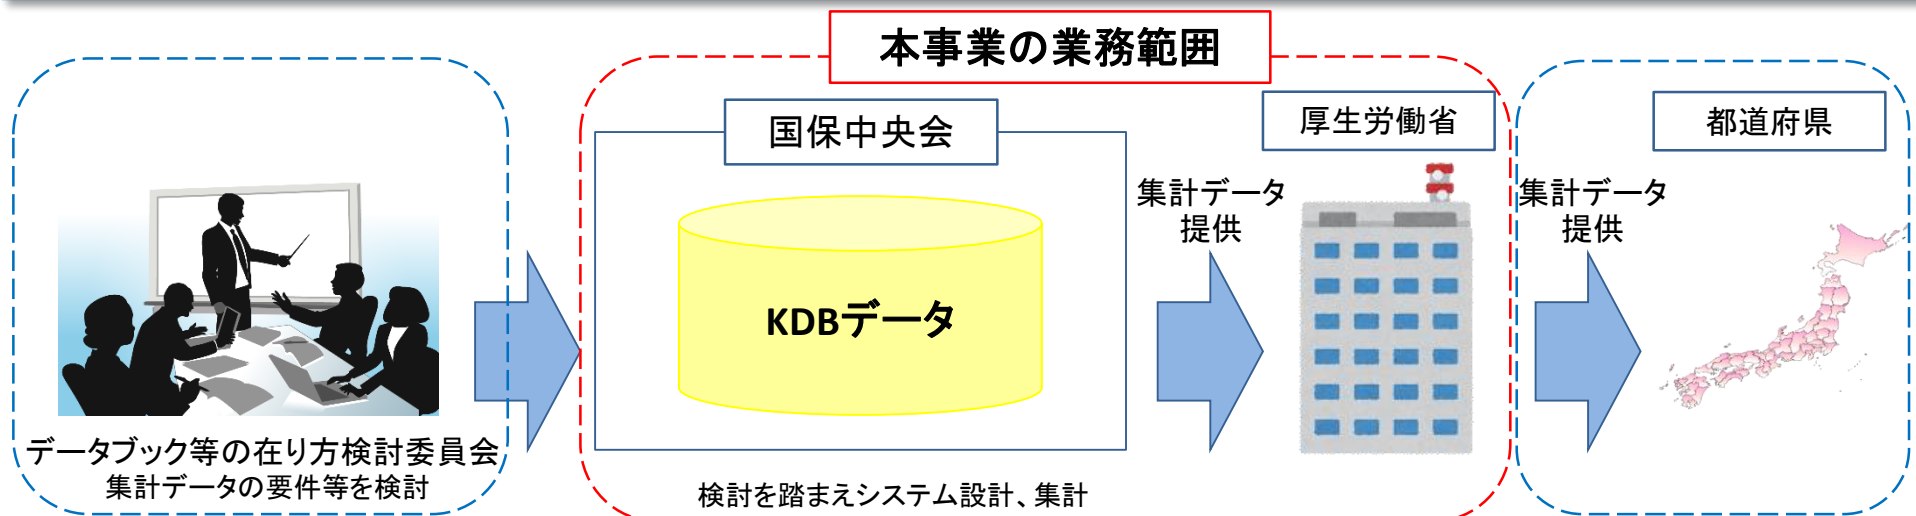 本事業の業務範囲
データブック等の在り方検討委員会
集計データの要件等を検討
国保中央会
KDBデータ
検討を踏まえシステム設計、集計
集計データ
提供
厚生労働省
集計データ
提供
都道府県